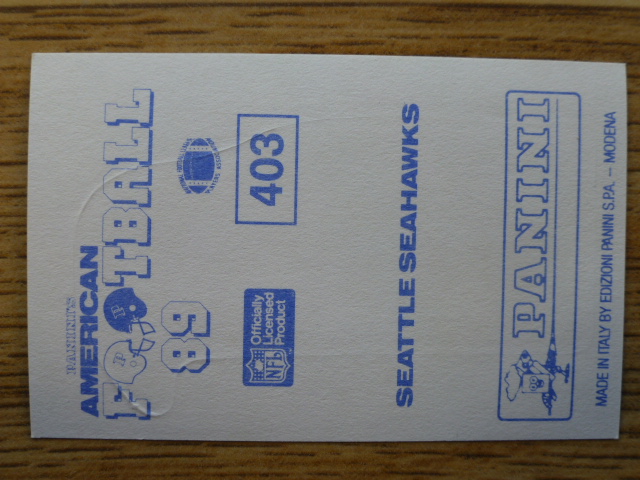 PANINI'S
AMERICAN
FOOTBALL
89
NFL
Officially
Licensed
Product
403
SEATTLE SEAHAWKS
PANINI
MADE IN ITALY BY EDIZIONI PANINI S.P.A. – MODENA